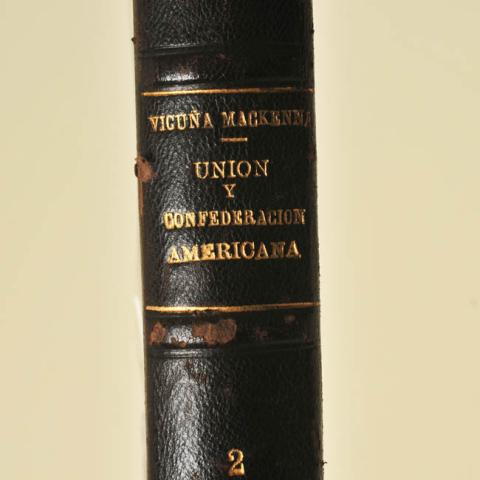 VICUÑA MACKENNA
UNION
Y
CONFEDERACION
AMERICANA
2